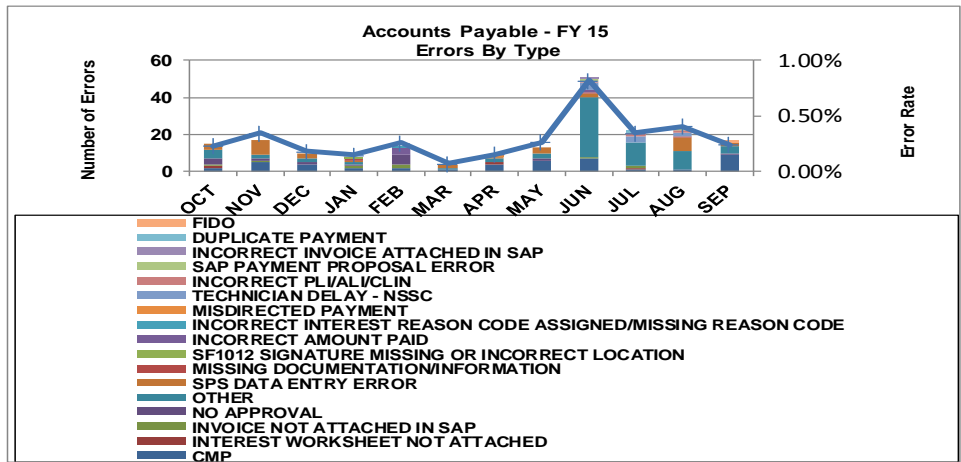 Accounts Payable - FY 15
Errors By Type
60
40
20
0
Number of Errors
1.00%
0.50%
0.00%
Error Rate
OCT
NOV
DEC
JAN
FEB
MAR
APR
MAY
JUN
JUL
AUG
SEP
FIDO
DUPLICATE PAYMENT
INCORRECT INVOICE ATTACHED IN SAP
SAP PAYMENT PROPOSAL ERROR
INCORRECT PLI/ALI/CLIN
TECHNICIAN DELAY - NSSC
MISDIRECTED PAYMENT
INCORRECT INTEREST REASON CODE ASSIGNED/MISSING REASON CODE
INCORRECT AMOUNT PAID
SF1012 SIGNATURE MISSING OR INCORRECT LOCATION
MISSING DOCUMENTATION/INFORMATION
SPS DATA ENTRY ERROR
OTHER
NO APPROVAL
INVOICE NOT ATTACHED IN SAP
INTEREST WORKSHEET NOT ATTACHED
CMP